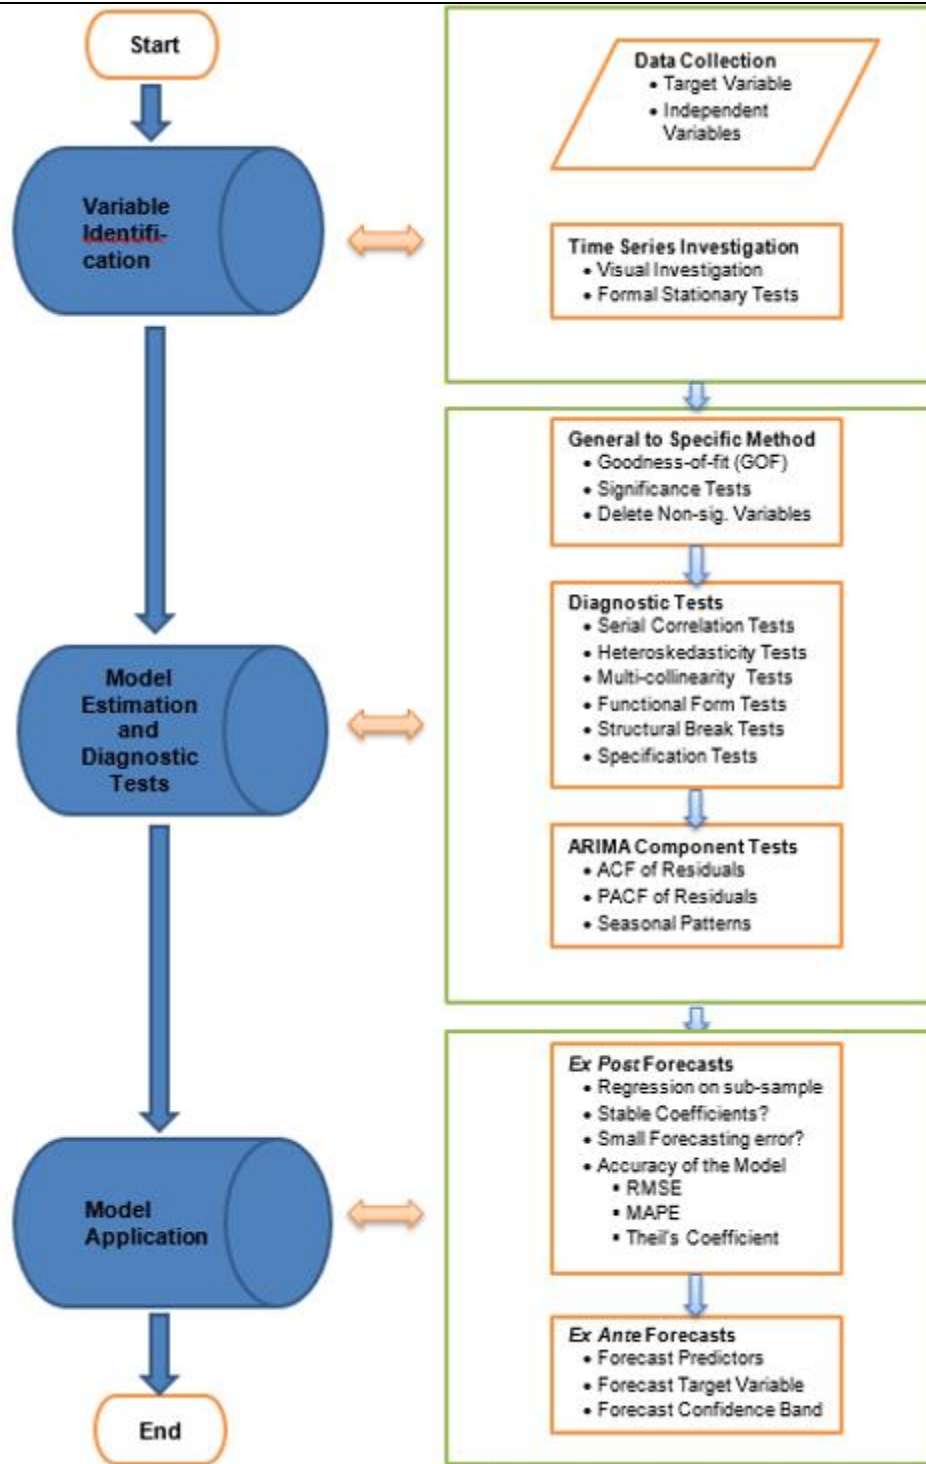 Start
Variable
Identifi-
cation
Data Collection
• Target Variable
• Independent
Variables
Time Series Investigation
• Visual Investigation
• Formal Stationary Tests
General to Specific Method
• Goodness-of-fit (GOF)
• Significance Tests
• Delete Non-sig. Variables
Model
Estimation
and
Diagnostic
Tests
Diagnostic Tests
• Serial Correlation Tests
• Heteroskedasticity Tests
• Multi-collinearity Tests
• Functional Form Tests
• Structural Break Tests
• Specification Tests
ARIMA Component Tests
• ACF of Residuals
• PACF of Residuals
• Seasonal Patterns
Model
Application
Ex Post Forecasts
• Regression on sub-sample
• Stable Coefficients?
• Small Forecasting error?
• Accuracy of the Model
▪ RMSE
▪ MAPE
▪ Theil's Coefficient
Ex Ante Forecasts
• Forecast Predictors
• Forecast Target Variable
• Forecast Confidence Band
End